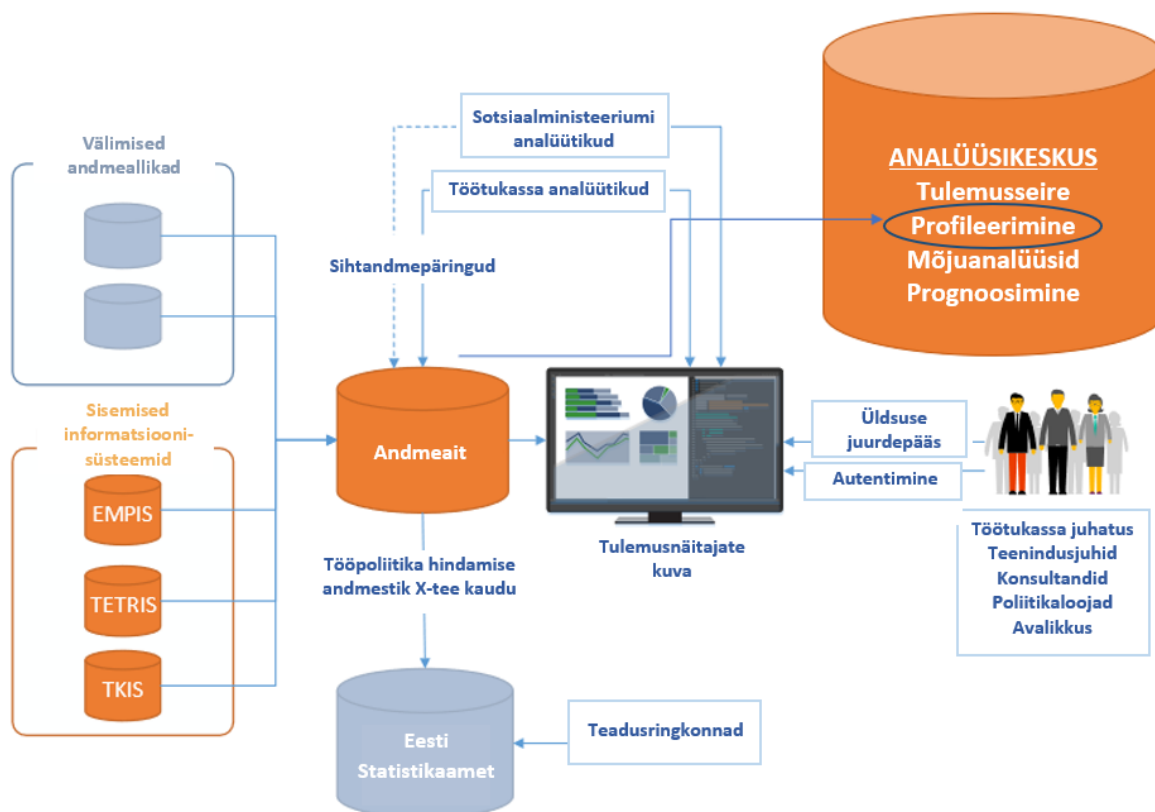 Välimised
andmeallikad
Sisemised
informatsiooni-
süsteemid
EMPIS
TETRIS
TKIS
Sotsiaalministeeriumi
analüütikud
Töötukassa analüütikud
Sihtandmepäringud
Andmeait
Tööpoliitika hindamise
andmestik X-tee kaudu
Eesti
Statistikaamet
Teadusringkonnad
Tulemusnäitajate
kuva
ANALÜÜSIKESKUS
Tulemusseire
Profileerimine
Mõjuanalüüsid
Prognoosimine
Üldsuse
juurdepääs
Autentimine
Töötukassa juhatus
Teenindusjuhid
Konsultandid
Poliitikaloojad
Avalikkus